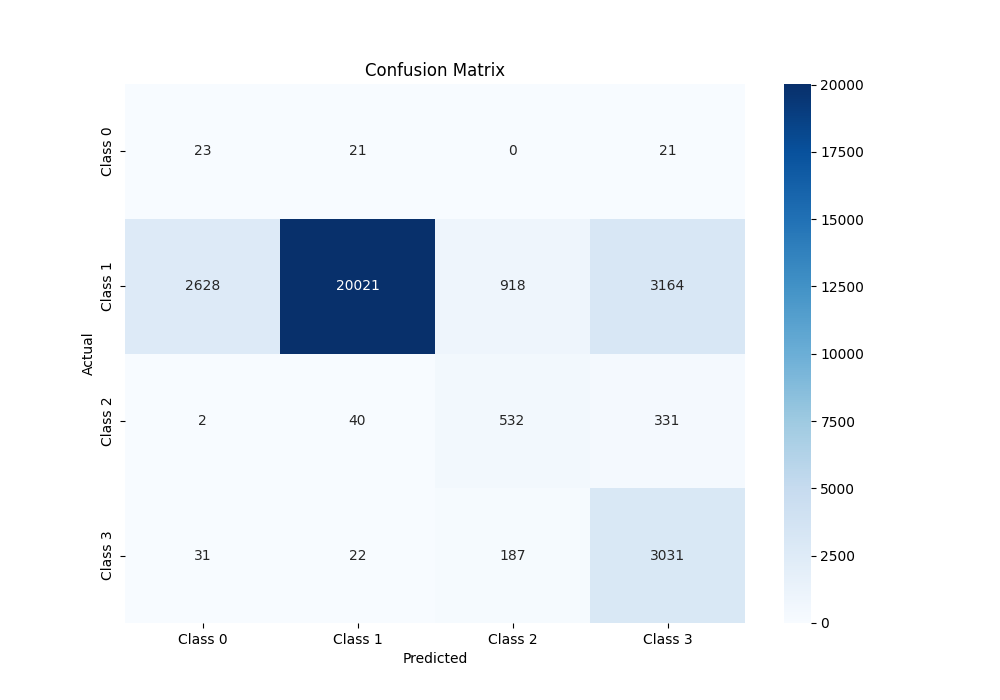 Confusion Matrix
Class 0
23 21 0 21
Class 1
2628 20021 918 3164
Class 2
2 40 532 331
Class 3
31 22 187 3031
Actual
Class 0 Class 1 Class 2 Class 3
Predicted
20000
17500
15000
12500
10000
7500
5000
2500
0